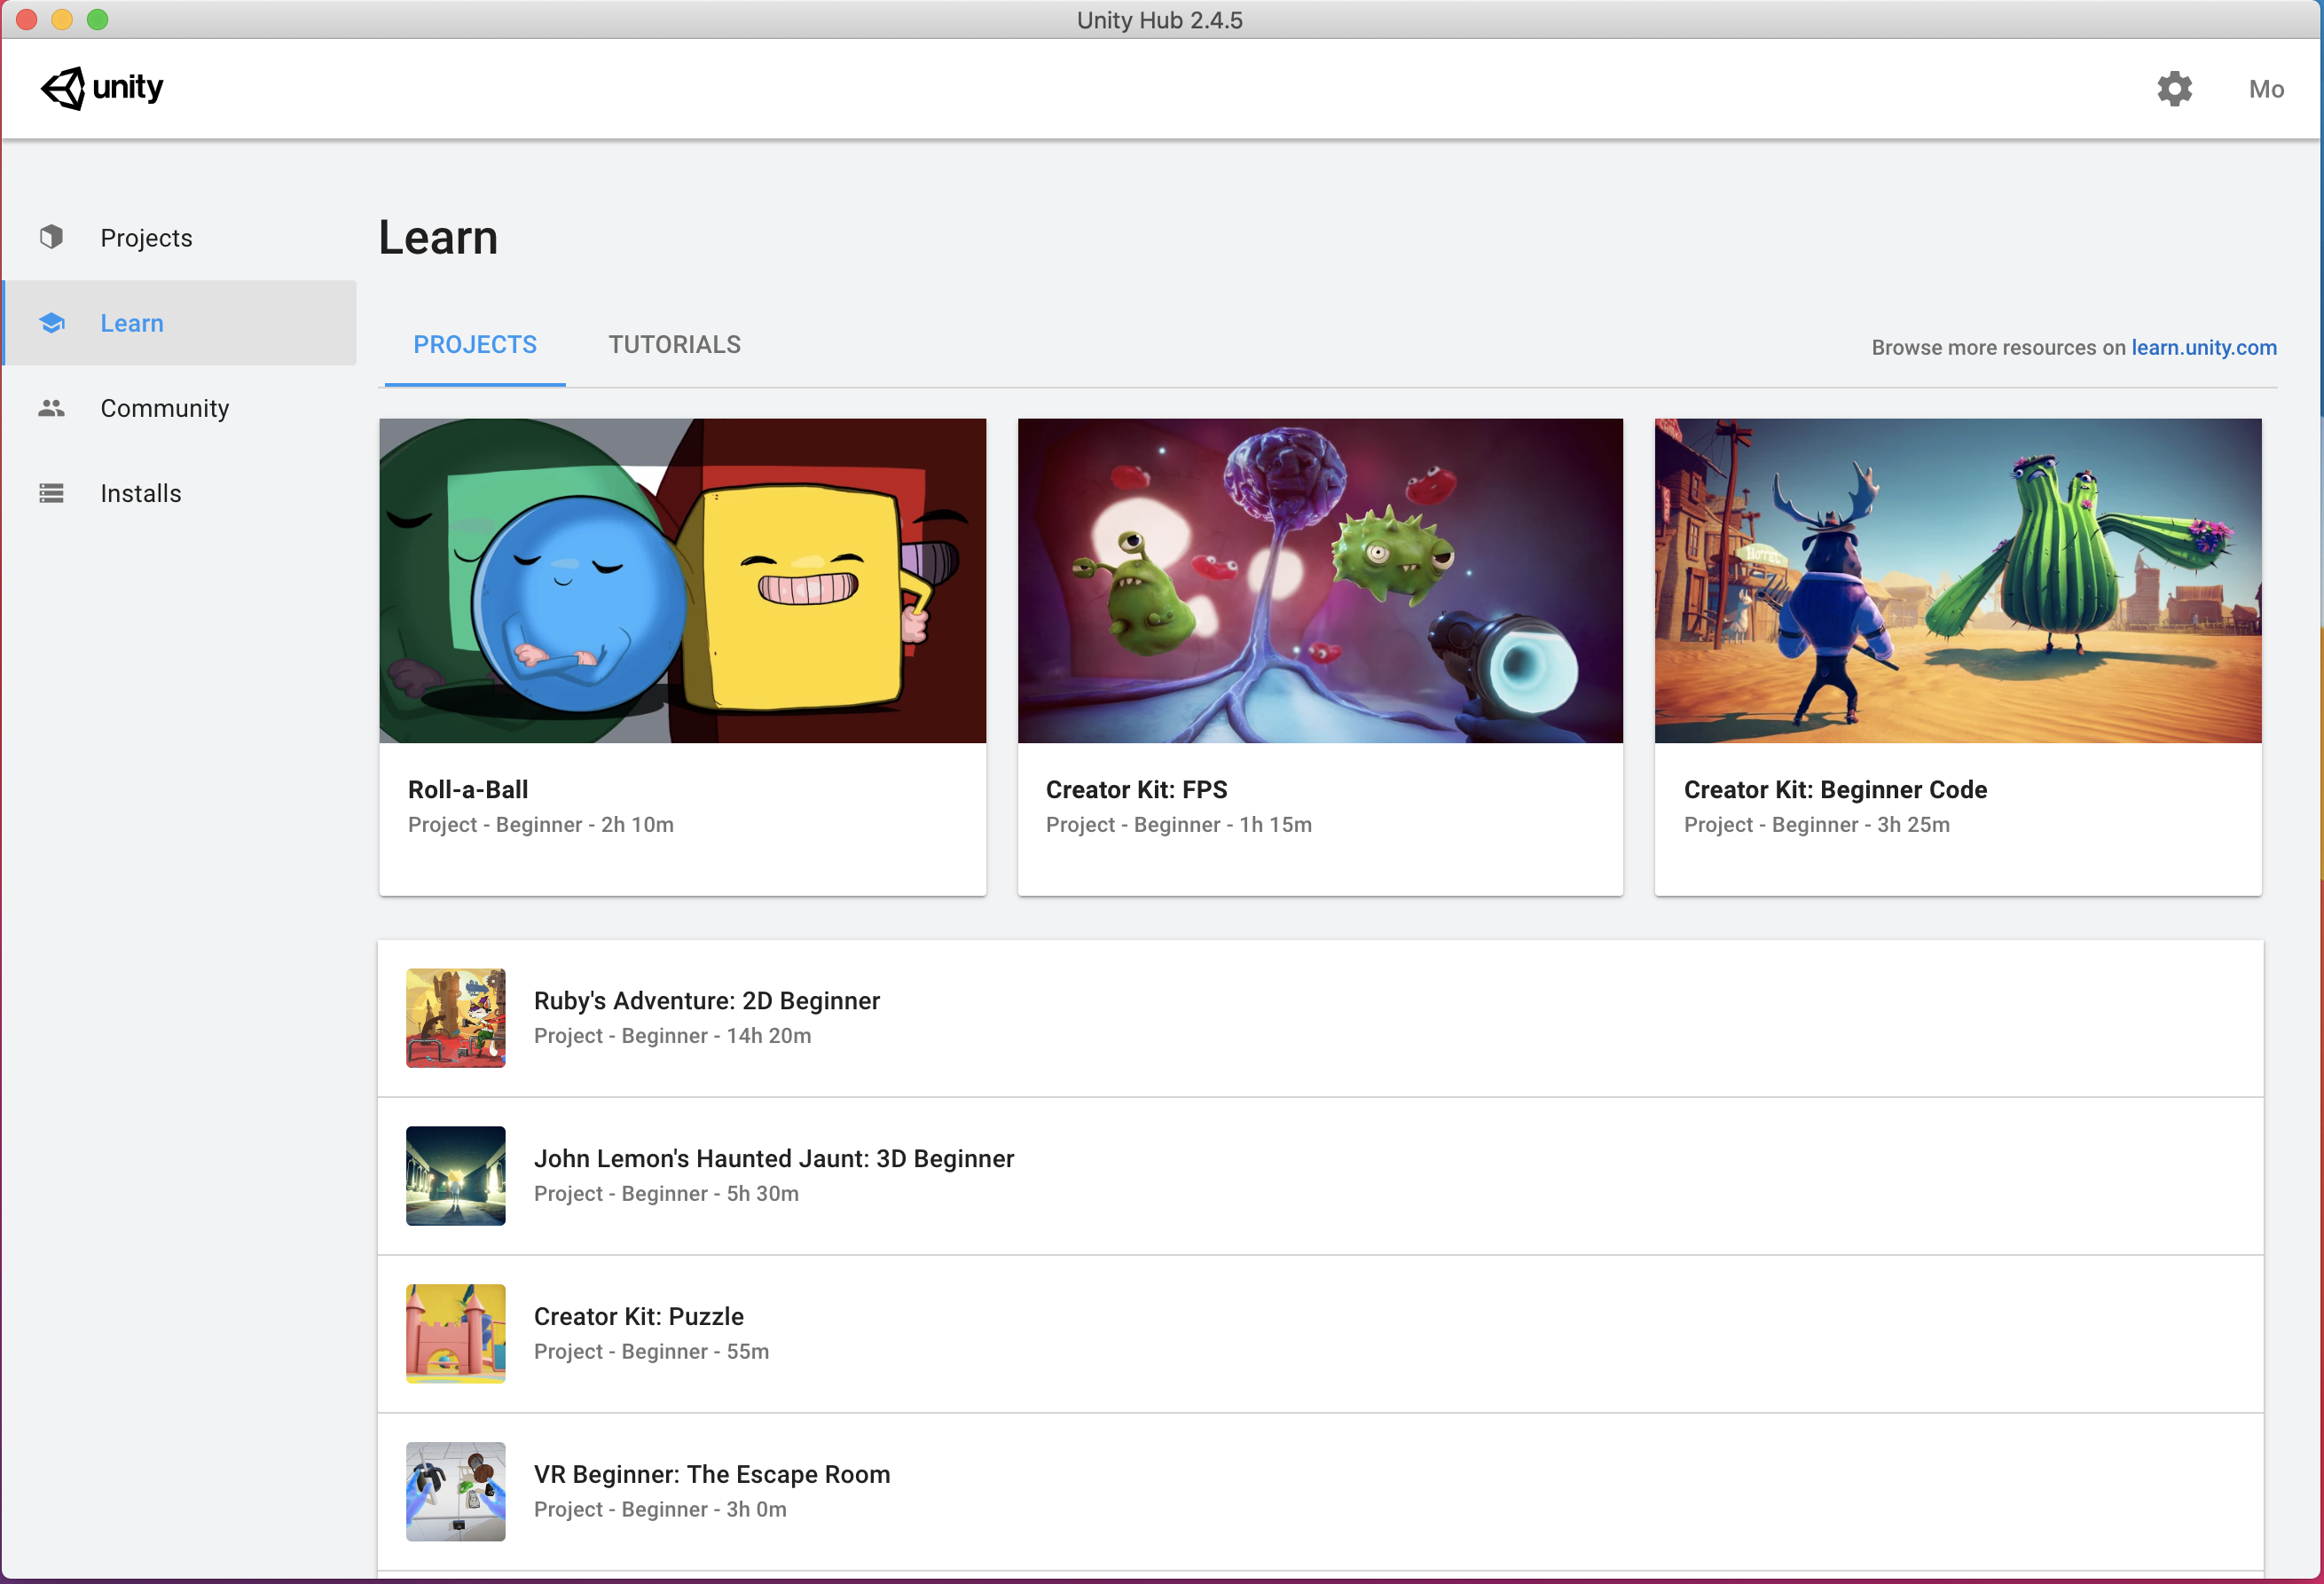 Unity Hub 2.4.5
unity
Mo
Projects
Learn
Community
Installs
Learn
PROJECTS
TUTORIALS
Browse more resources on learn.unity.com
HOTEL
Roll-a-Ball
Project - Beginner - 2h 10m
Creator Kit: FPS
Project - Beginner - 1h 15m
Creator Kit: Beginner Code
Project - Beginner - 3h 25m
Ruby's Adventure: 2D Beginner
Project - Beginner - 14h 20m
John Lemon's Haunted Jaunt: 3D Beginner
Project - Beginner - 5h 30m
Creator Kit: Puzzle
Project - Beginner - 55m
VR Beginner: The Escape Room
Project - Beginner - 3h 0m